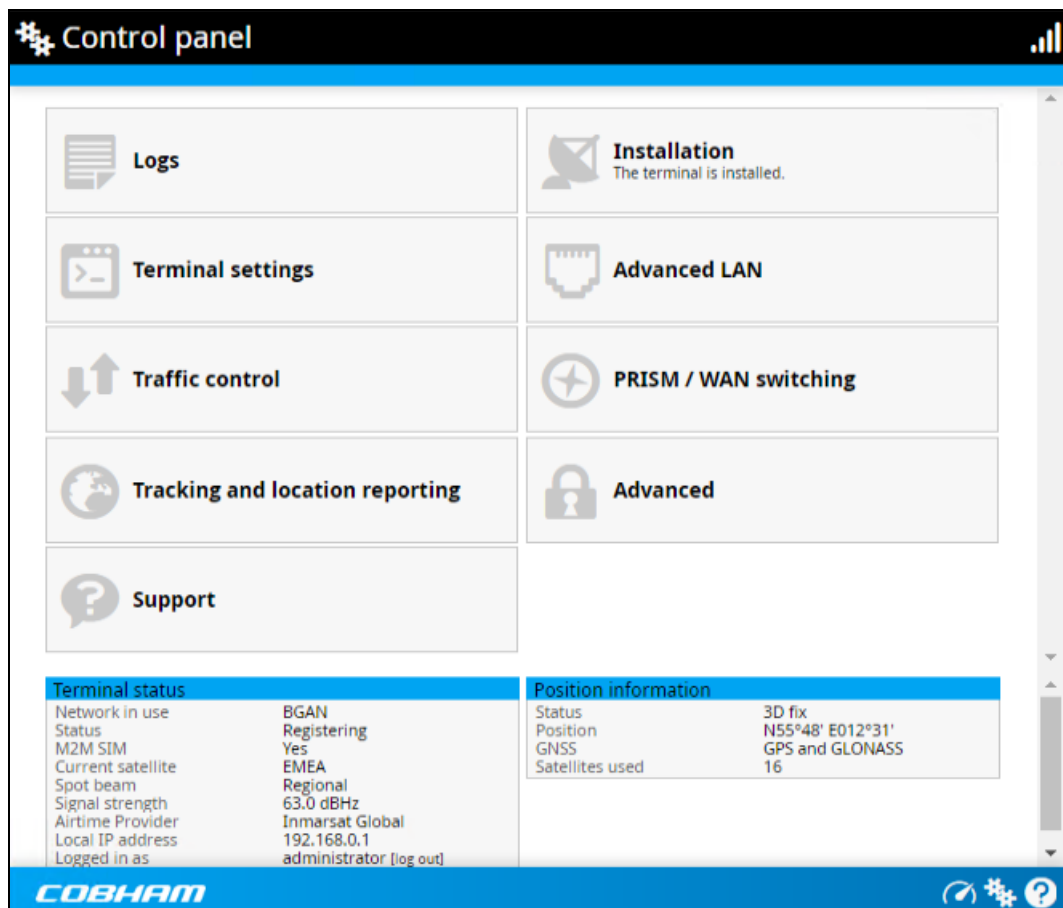 Control panel
Logs
Installation
The terminal is installed.
Terminal settings
Advanced LAN
>_
Traffic control
PRISM / WAN switching
Tracking and location reporting
Advanced
?
Support
Terminal status
Network in use BGAN
Status Registering
M2M SIM Yes
Current satellite EMEA
Spot beam Regional
Signal strength 63.0 dBHz
Airtime Provider Inmarsat Global
Local IP address 192.168.0.1
Logged in as administrator [log out]
Position information
Status 3D fix
Position N55°48' E012°31'
GNSS GPS and GLONASS
Satellites used 16
COBHAM
?